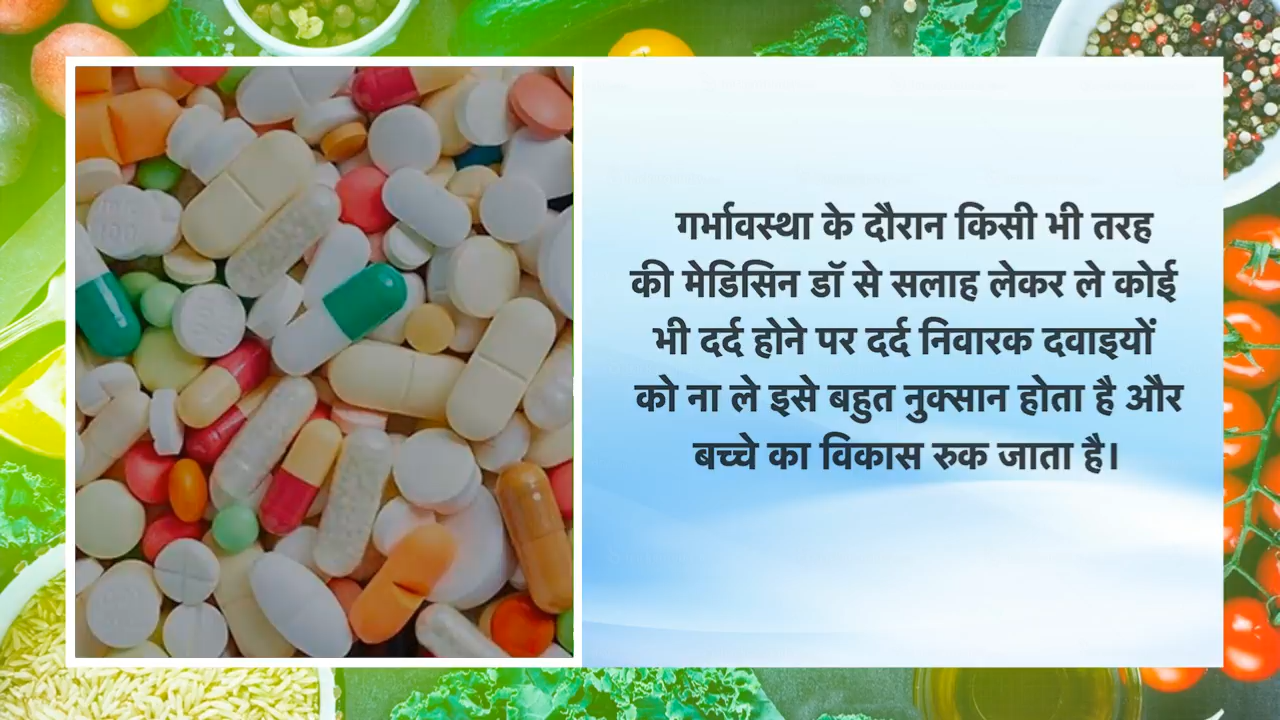 गर्भावस्था के दौरान किसी भी तरह
की मेडिसिन डॉ से सलाह लेकर ले कोई
भी दर्द होने पर दर्द निवारक दवाइयों
को ना ले इसे बहुत नुक्सान होता है और
बच्चे का विकास रुक जाता है।